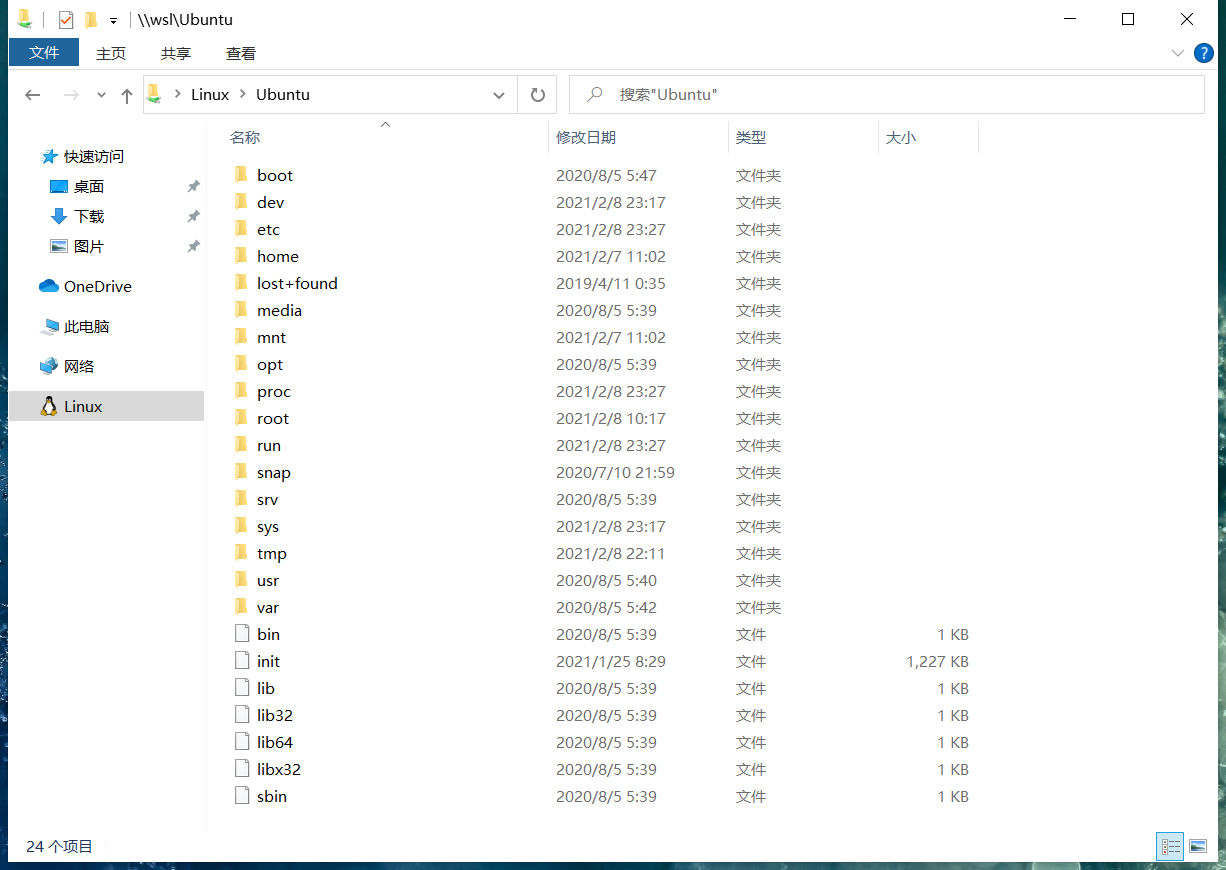 \\wsl\Ubuntu
文件 主页 共享 查看
Linux Ubuntu 搜索"Ubuntu"
快速访问
桌面
下载
图片
OneDrive
此电脑
网络
Linux
名称 修改日期 类型 大小
boot 2020/8/5 5:47 文件夹
dev 2021/2/8 23:17 文件夹
etc 2021/2/8 23:27 文件夹
home 2021/2/7 11:02 文件夹
lost+found 2019/4/11 0:35 文件夹
media 2020/8/5 5:39 文件夹
mnt 2021/2/7 11:02 文件夹
opt 2020/8/5 5:39 文件夹
proc 2021/2/8 23:27 文件夹
root 2021/2/8 10:17 文件夹
run 2021/2/8 23:27 文件夹
snap 2020/7/10 21:59 文件夹
srv 2020/8/5 5:39 文件夹
sys 2021/2/8 23:17 文件夹
tmp 2021/2/8 22:11 文件夹
usr 2020/8/5 5:40 文件夹
var 2020/8/5 5:42 文件夹
bin 2020/8/5 5:39 文件 1 KB
init 2021/1/25 8:29 文件 1,227 KB
lib 2020/8/5 5:39 文件 1 KB
lib32 2020/8/5 5:39 文件 1 KB
lib64 2020/8/5 5:39 文件 1 KB
libx32 2020/8/5 5:39 文件 1 KB
sbin 2020/8/5 5:39 文件 1 KB
24 个项目